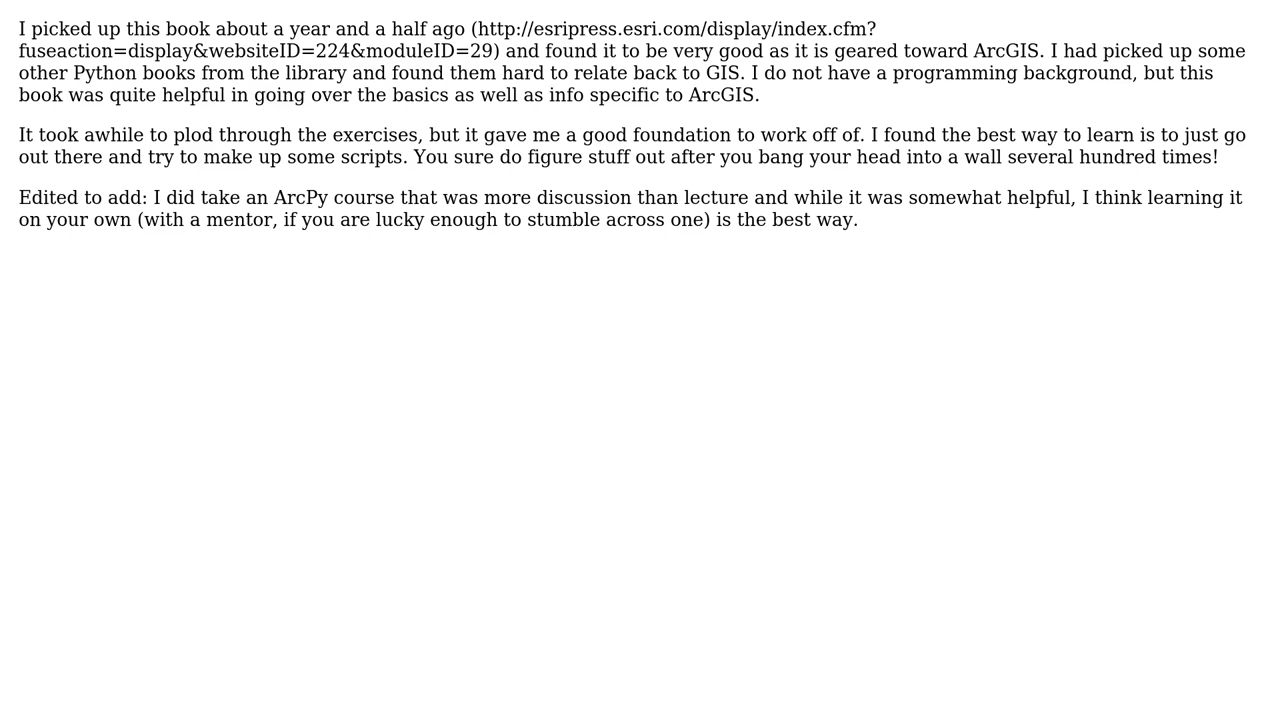 I picked up this book about a year and a half ago (http://esripress.esri.com/display/index.cfm?
fuseaction=display&websiteID=224&moduleID=29) and found it to be very good as it is geared toward ArcGIS. I had picked up some
other Python books from the library and found them hard to relate back to GIS. I do not have a programming background, but this
book was quite helpful in going over the basics as well as info specific to ArcGIS.
It took awhile to plod through the exercises, but it gave me a good foundation to work off of. I found the best way to learn is to just go
out there and try to make up some scripts. You sure do figure stuff out after you bang your head into a wall several hundred times!
Edited to add: I did take an ArcPy course that was more discussion than lecture and while it was somewhat helpful, I think learning it
on your own (with a mentor, if you are lucky enough to stumble across one) is the best way.